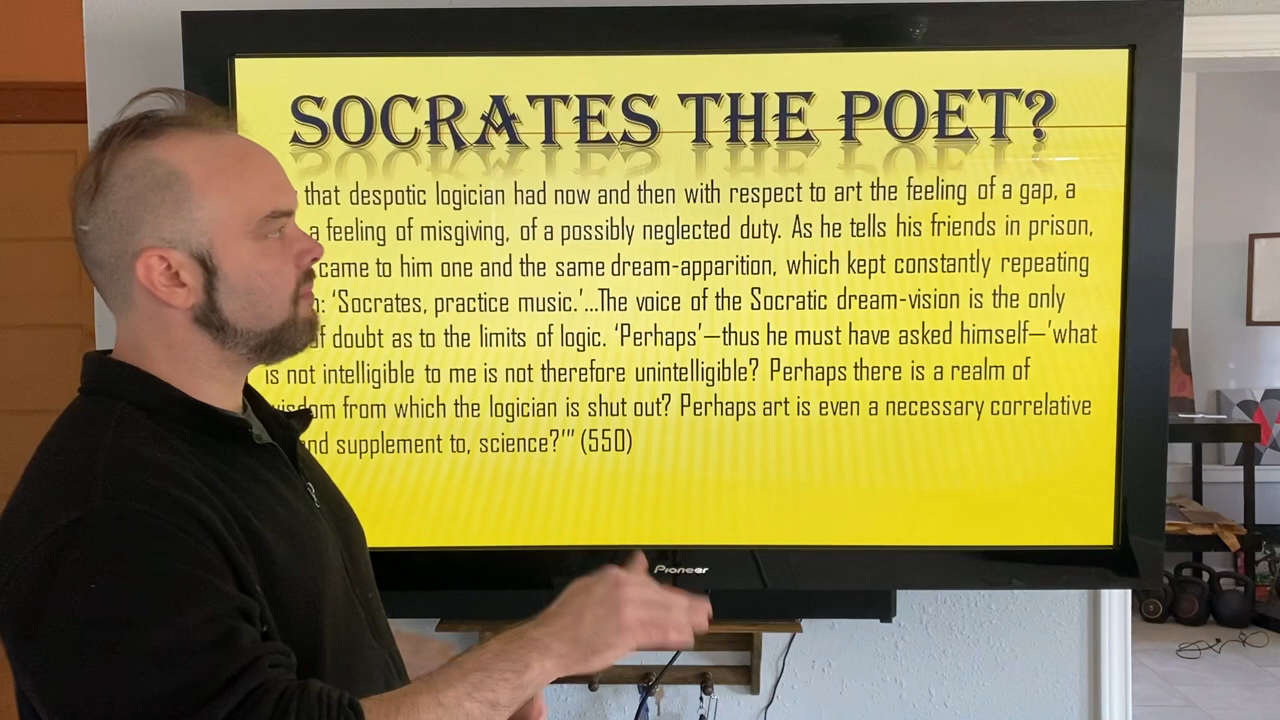 SOCRATES THE POET?
that despotic logician had now and then with respect to art the feeling of a gap, a
a feeling of misgiving, of a possibly neglected duty. As he tells his friends in prison,
came to him one and the same dream-apparition, which kept constantly repeating
: 'Socrates, practice music.'...The voice of the Socratic dream-vision is the only
of doubt as to the limits of logic. 'Perhaps'—thus he must have asked himself—'what
is not intelligible to me is not therefore unintelligible? Perhaps there is a realm of
wisdom from which the logician is shut out? Perhaps art is even a necessary correlative
and supplement to, science?'" (550)
Pioneer